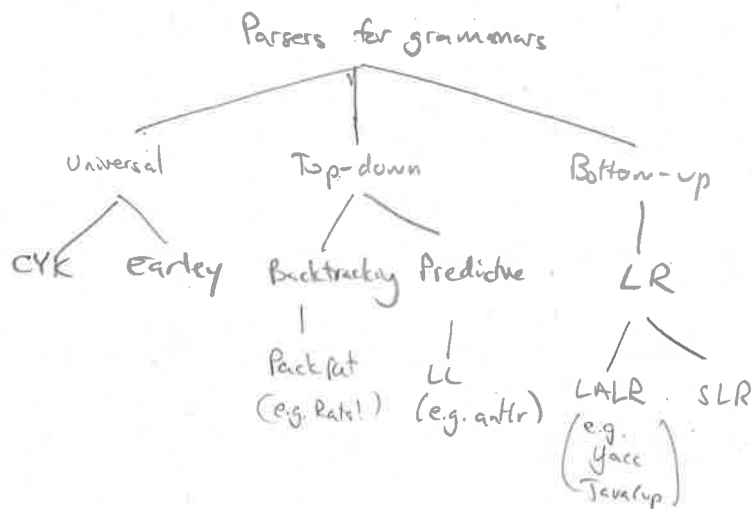 Parsers for grammars
Universal Top-down Bottom-up
CYK Earley Backtracking Predictive LR
Packrat LL LALR SLR
(e.g. Rats!) (e.g. antlr) (e.g.
Yacc
Javacup)